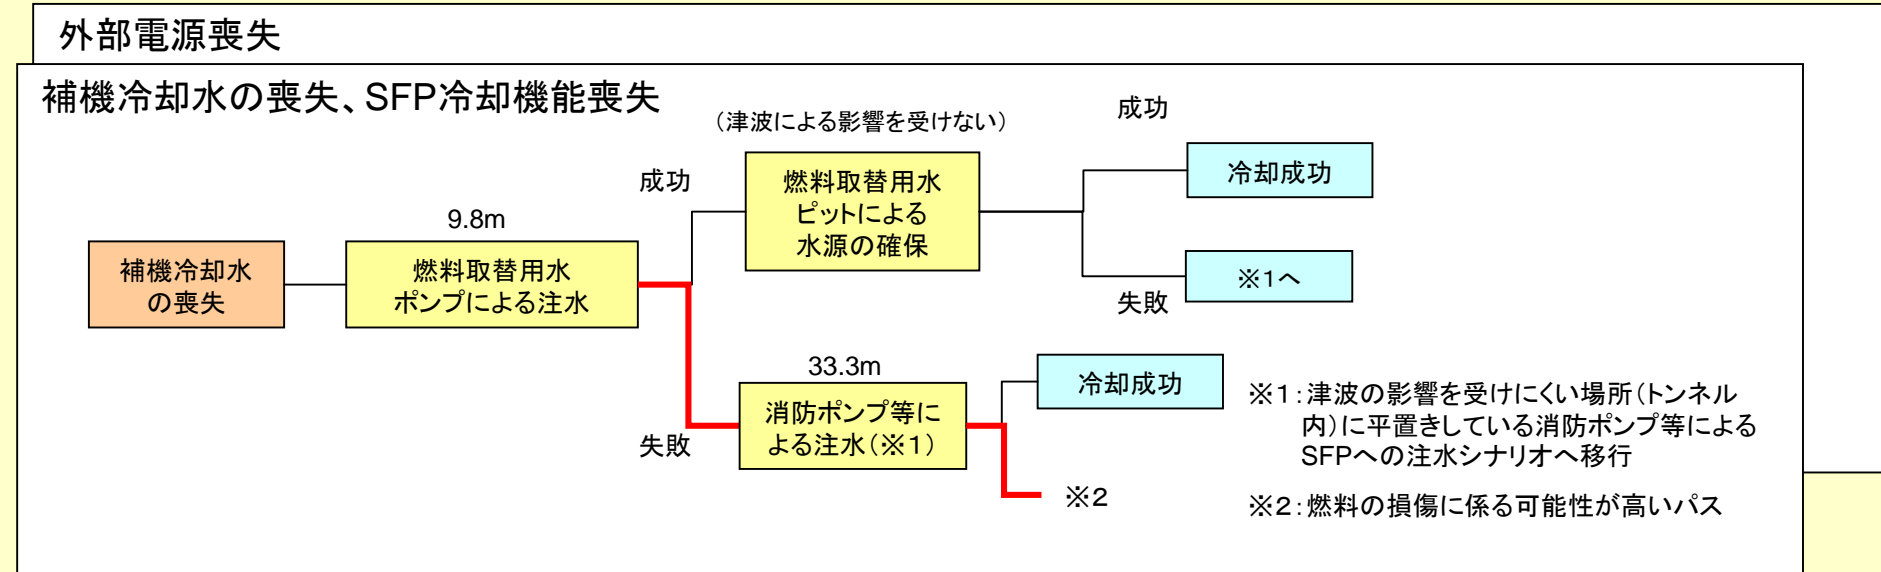 外部電源喪失
補機冷却水の喪失、SFP冷却機能喪失
（津波による影響を受けない）
成功
成功
燃料取替用水
ピットによる
水源の確保
冷却成功
9.8m
補機冷却水
の喪失
燃料取替用水
ポンプによる注水
※1へ
失敗
33.3m
消防ポンプ等に
よる注水（※１）
失敗
冷却成功
※2
※１：津波の影響を受けにくい場所（トンネル
内）に平置きしている消防ポンプ等による
SFPへの注水シナリオへ移行
※２：燃料の損傷に係る可能性が高いパス